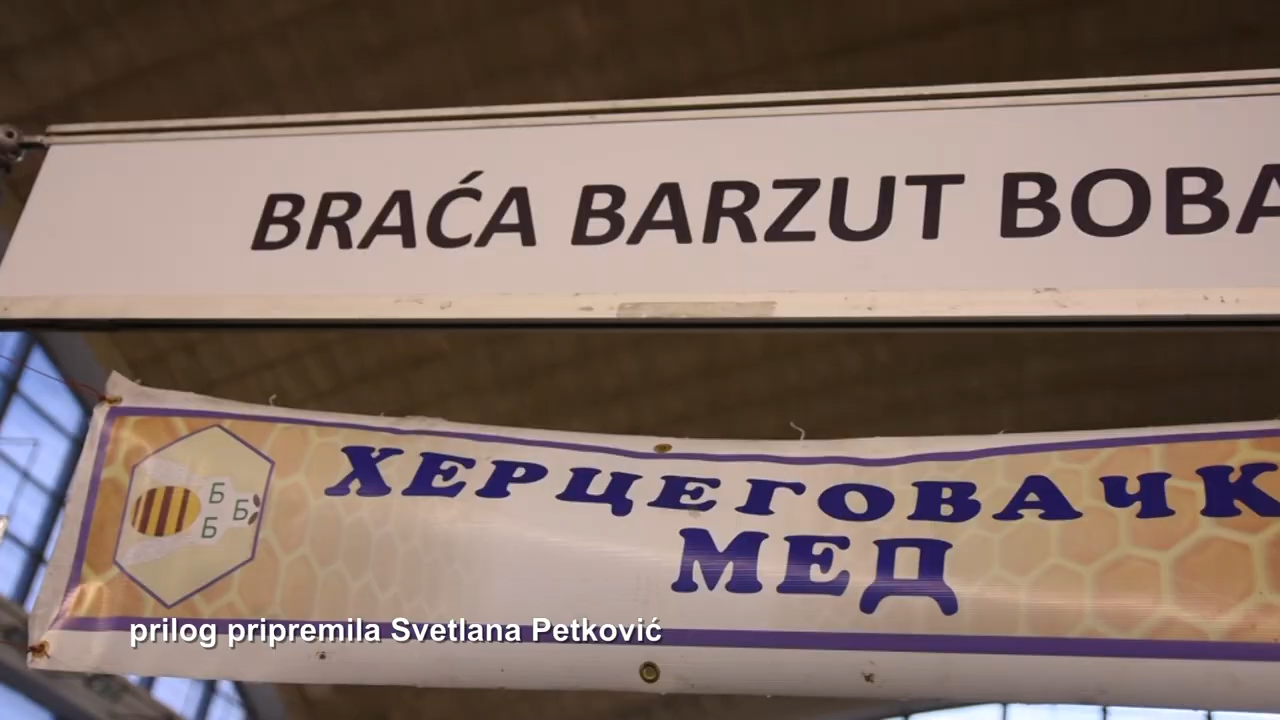 BRAĆA BARZUT BOBA
ХЕРЦЕГОВАЧК
МЕД
Б
Б
Б
prilog pripremila Svetlana Petković